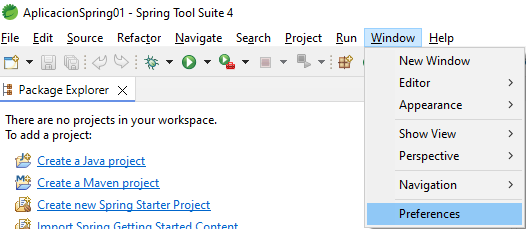 AplicacionSpring01 - Spring Tool Suite 4
File Edit Source Refactor Navigate Search Project Run Window Help
Package Explorer
There are no projects in your workspace.
To add a project:
Create a Java project
Create a Maven project
Create new Spring Starter Project
Import Spring Getting Started Content
New Window
Editor
Appearance
Show View
Perspective
Navigation
Preferences